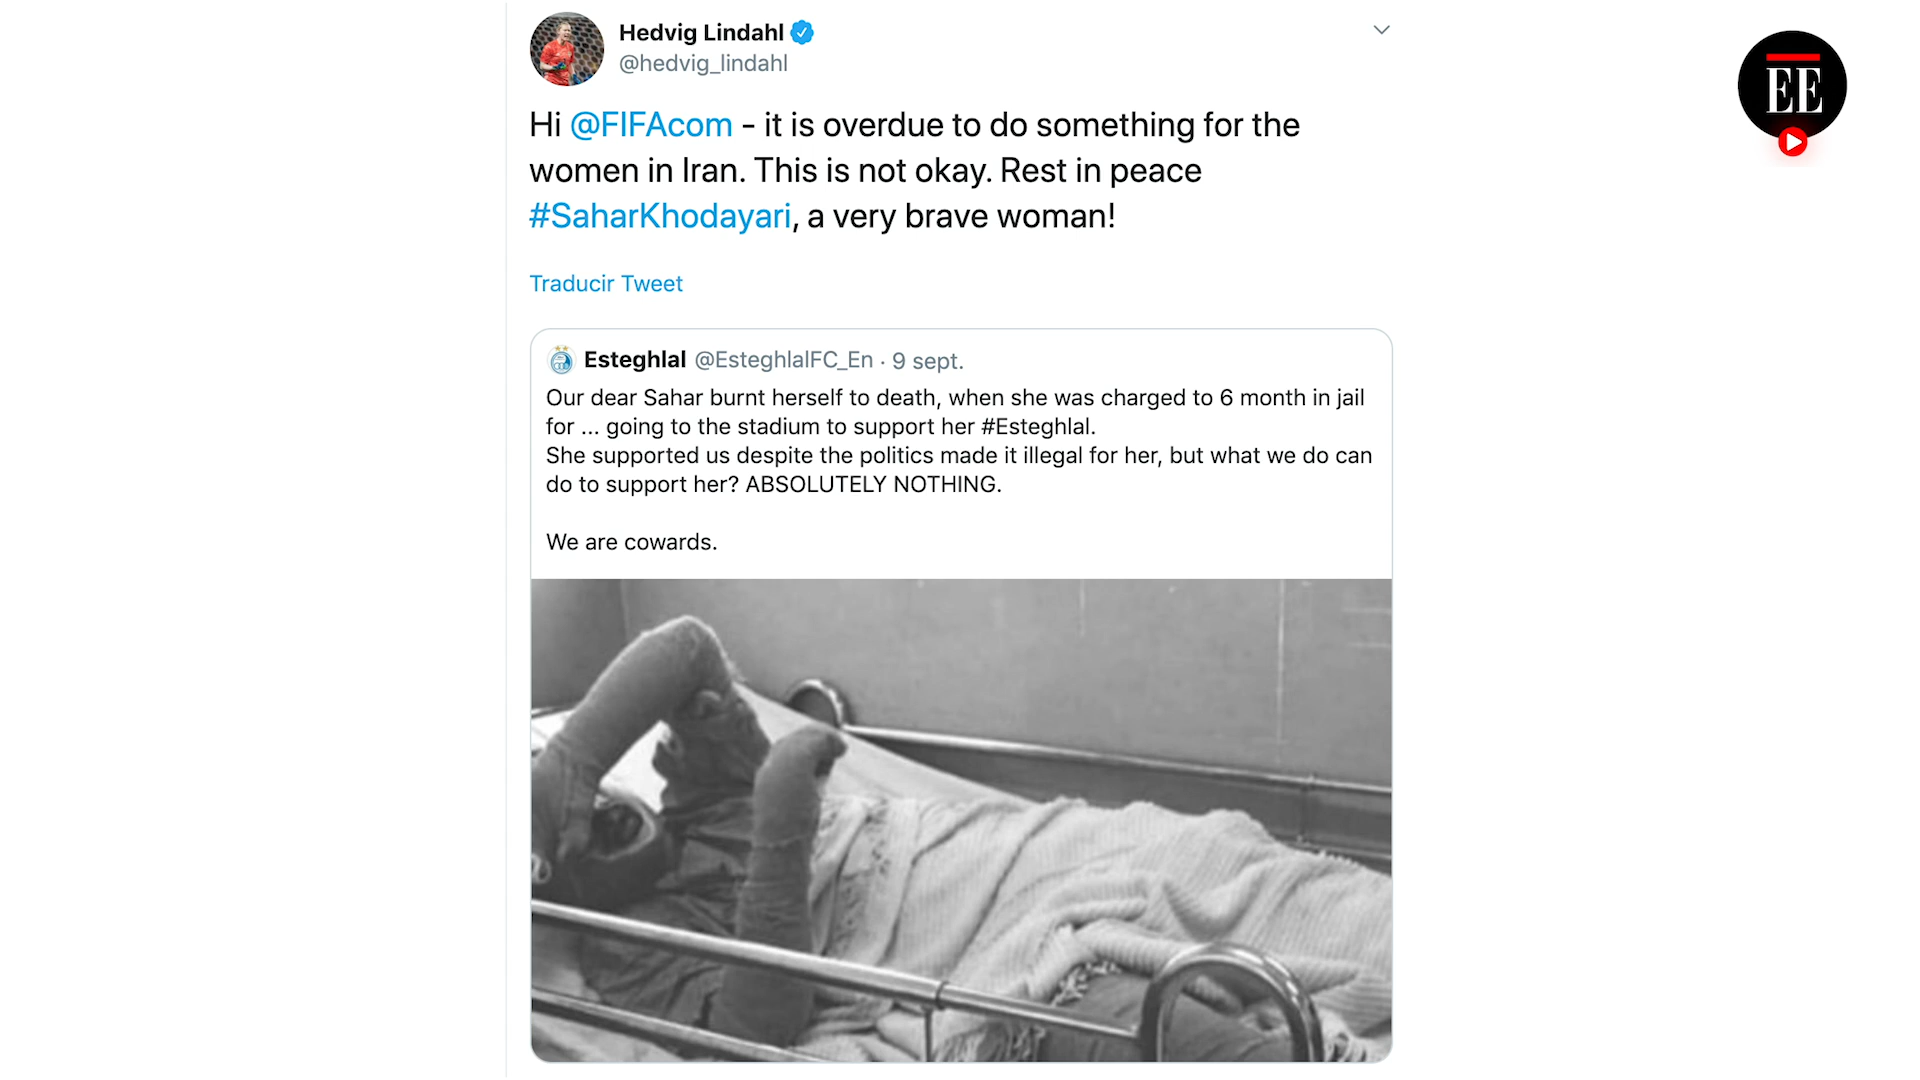 Hedvig Lindahl
@hedvig_lindahl
EE
Hi @FIFAcom - it is overdue to do something for the
women in Iran. This is not okay. Rest in peace
#SaharKhodayari, a very brave woman!
Traducir Tweet
Esteghlal @EsteghlalFC_En · 9 sept.
Our dear Sahar burnt herself to death, when she was charged to 6 month in jail
for ... going to the stadium to support her #Esteghlal.
She supported us despite the politics made it illegal for her, but what we do can
do to support her? ABSOLUTELY NOTHING.
We are cowards.